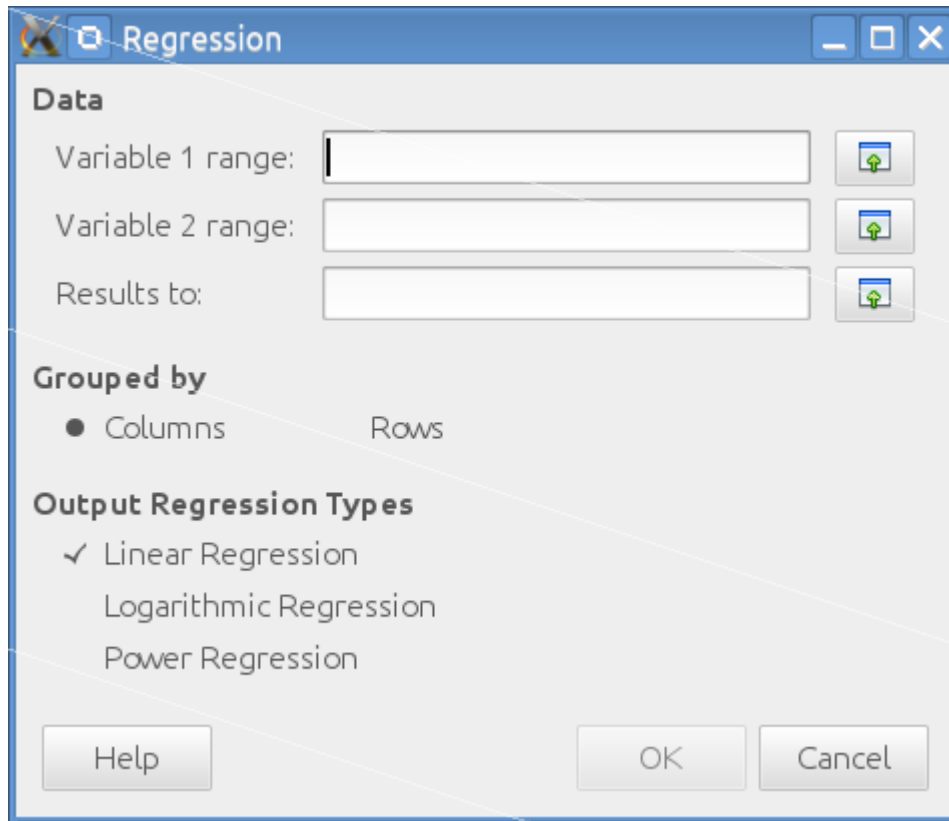 Regression
Data
Variable 1 range:
Variable 2 range:
Results to:
Grouped by
Columns Rows
Output Regression Types
Linear Regression
Logarithmic Regression
Power Regression
Help OK Cancel